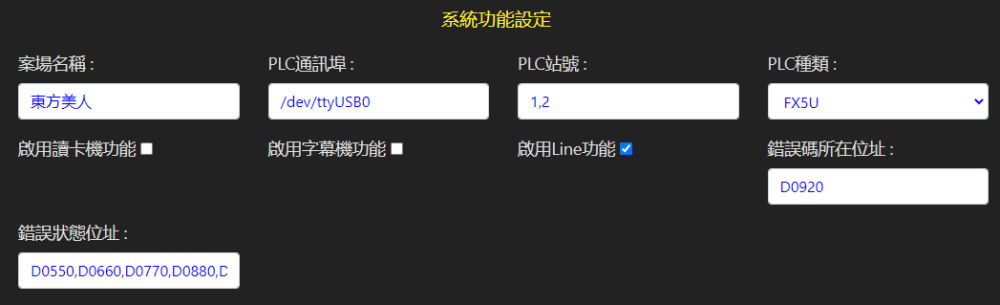 系統功能設定
案場名稱 : PLC通訊埠 : PLC站號 : PLC種類 :
東方美人 /dev/ttyUSB0 1,2 FX5U
啟用讀卡機功能 啟用字幕機功能 啟用Line功能 錯誤碼所在位址 :
D0920
錯誤狀態位址 :
D0550,D0660,D0770,D0880,D